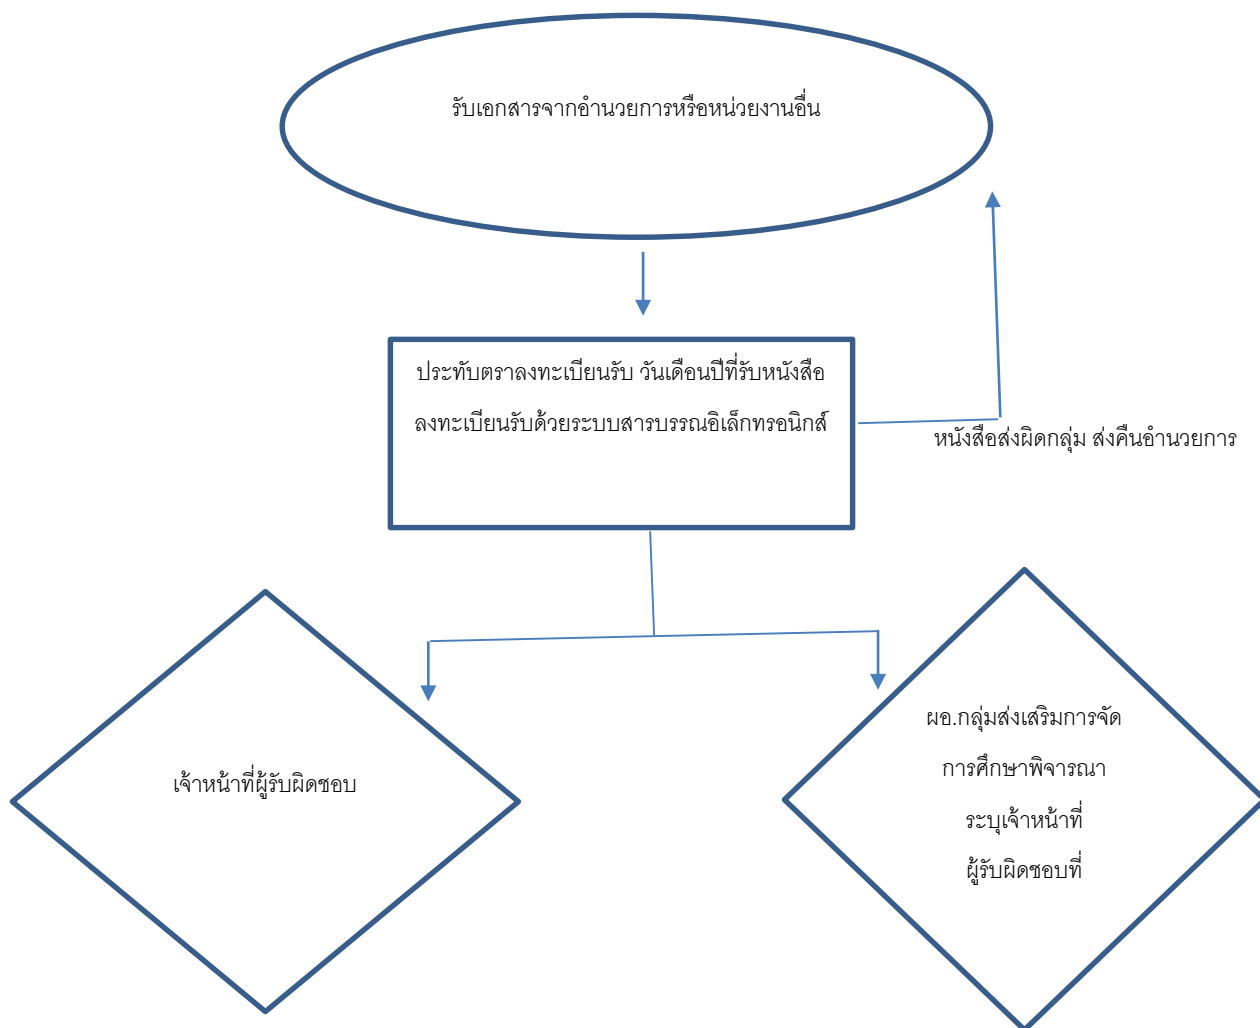 รับเอกสารจากอำนวยการหรือหน่วยงานอื่น
ประทับตราลงทะเบียนรับ วันเดือนปีที่รับหนังสือ
ลงทะเบียนรับด้วยระบบสารบรรณอิเล็กทรอนิกส์
หนังสือส่งผิดกลุ่ม ส่งคืนอำนวยการ
เจ้าหน้าที่ผู้รับผิดชอบ
ผอ.กลุ่มส่งเสริมการจัด
การศึกษาพิจารณา
ระบุเจ้าหน้าที่
ผู้รับผิดชอบที่